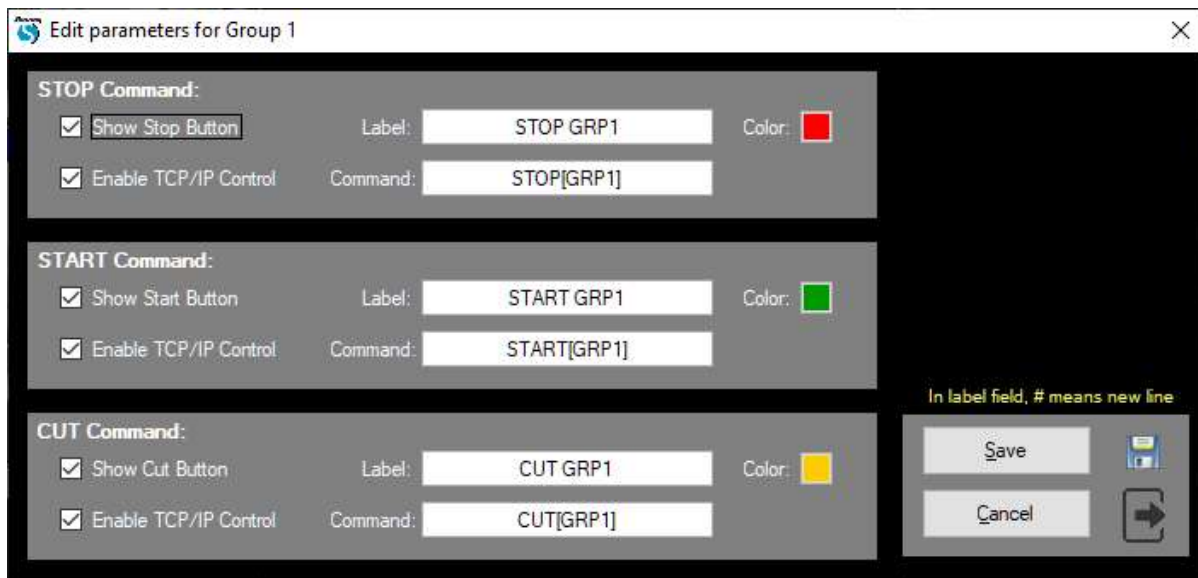 Edit parameters for Group 1
STOP Command:
Show Stop Button Label: STOP GRP1 Color:
Enable TCP/IP Control Command: STOP[GRP1]
START Command:
Show Start Button Label: START GRP1 Color:
Enable TCP/IP Control Command: START[GRP1]
In label field, # means new line
CUT Command:
Show Cut Button Label: CUT GRP1 Color:
Enable TCP/IP Control Command: CUT[GRP1]
Save
Cancel